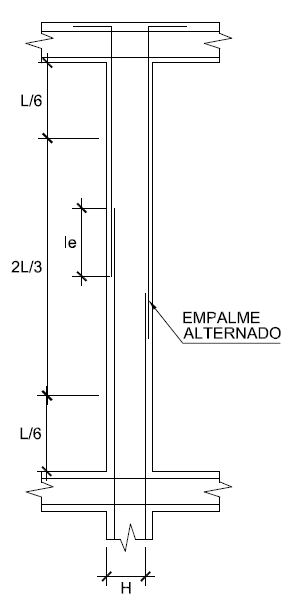 L/6
le
2L/3
EMPALME
ALTERNADO
L/6
H